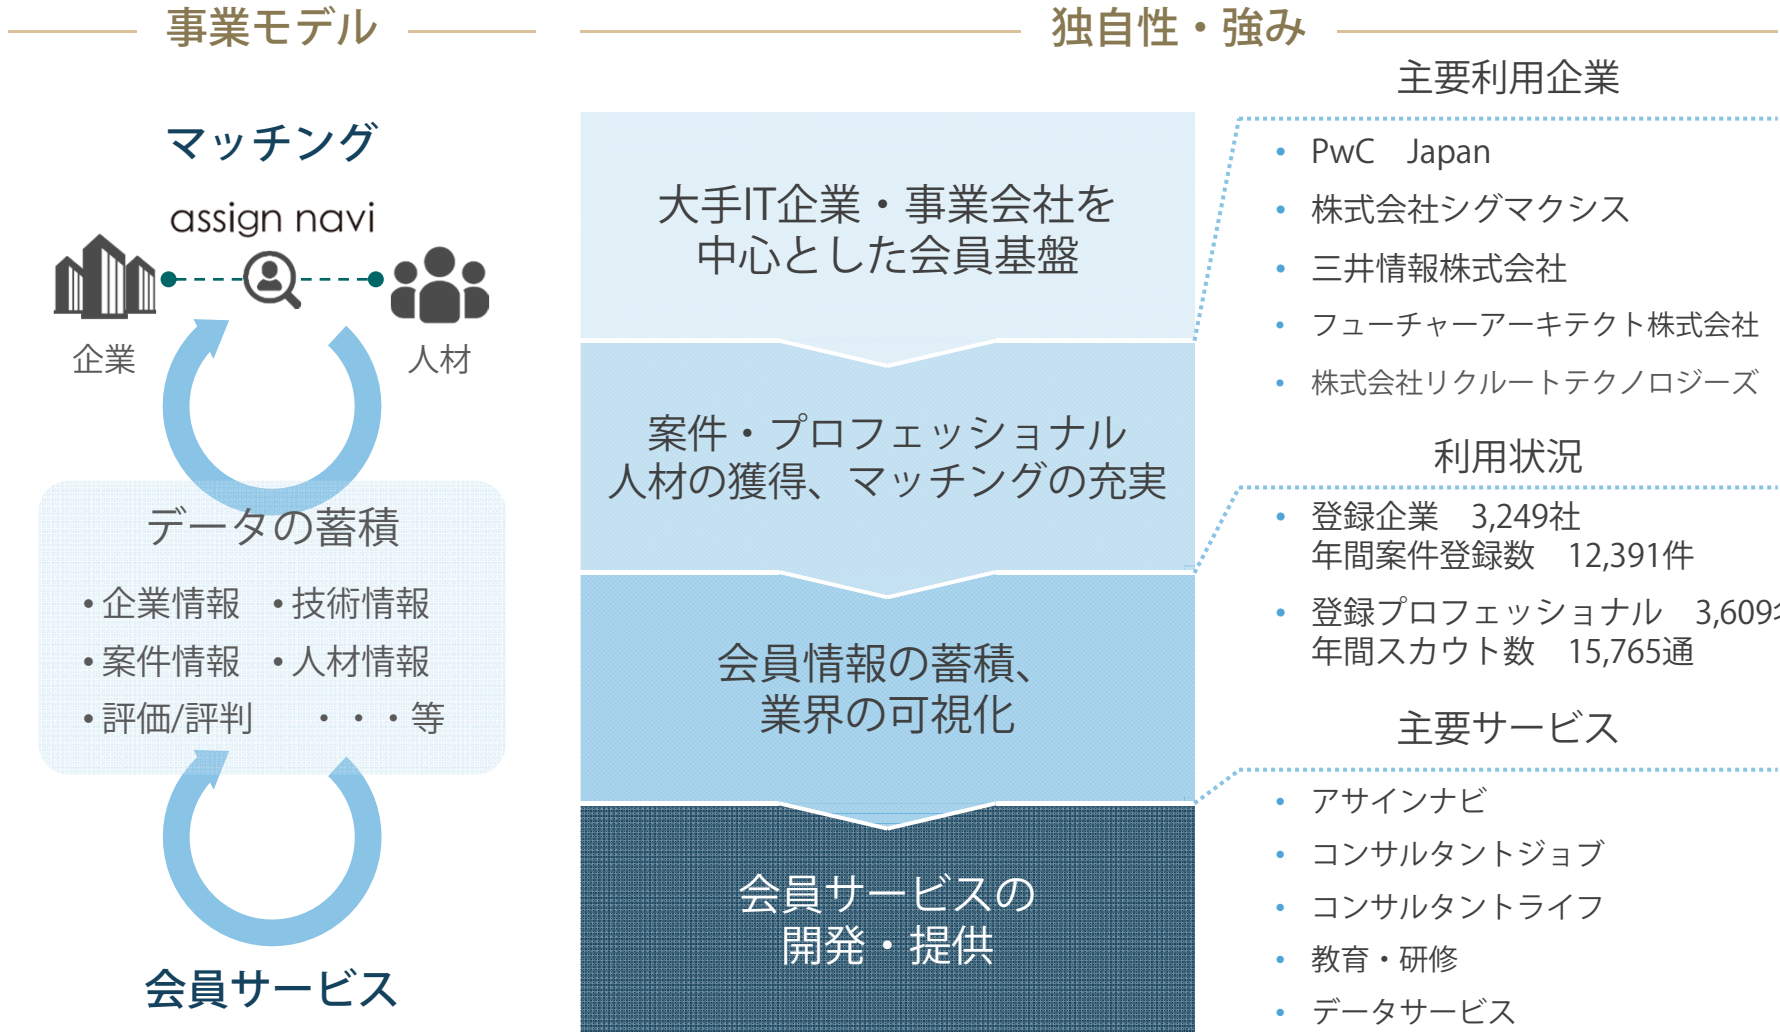 事業モデル
マッチング
assign navi
企業
人材
データの蓄積
・企業情報 ・技術情報
・案件情報 ・人材情報
・評価/評判 ・・・等
会員サービス
独自性・強み
大手IT企業・事業会社を
中心とした会員基盤
案件・プロフェッショナル
人材の獲得、マッチングの充実
会員情報の蓄積、
業界の可視化
会員サービスの
開発・提供
主要利用企業
• PwC Japan
• 株式会社シグマクシス
• 三井情報株式会社
• フューチャーアーキテクト株式会社
• 株式会社リクルートテクノロジーズ
利用状況
• 登録企業 3,249社
年間案件登録数 12,391件
• 登録プロフェッショナル 3,609名
年間スカウト数 15,765通
主要サービス
• アサインナビ
• コンサルタントジョブ
• コンサルタントライフ
• 教育・研修
• データサービス